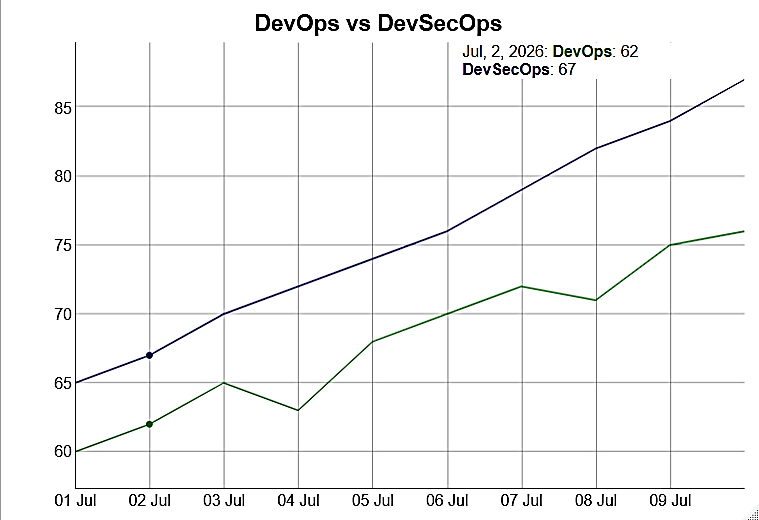 DevOps vs DevSecOps
Jul, 2, 2026: DevOps: 62
DevSecOps: 67
85
80
75
70
65
60
01 Jul 02 Jul 03 Jul 04 Jul 05 Jul 06 Jul 07 Jul 08 Jul 09 Jul